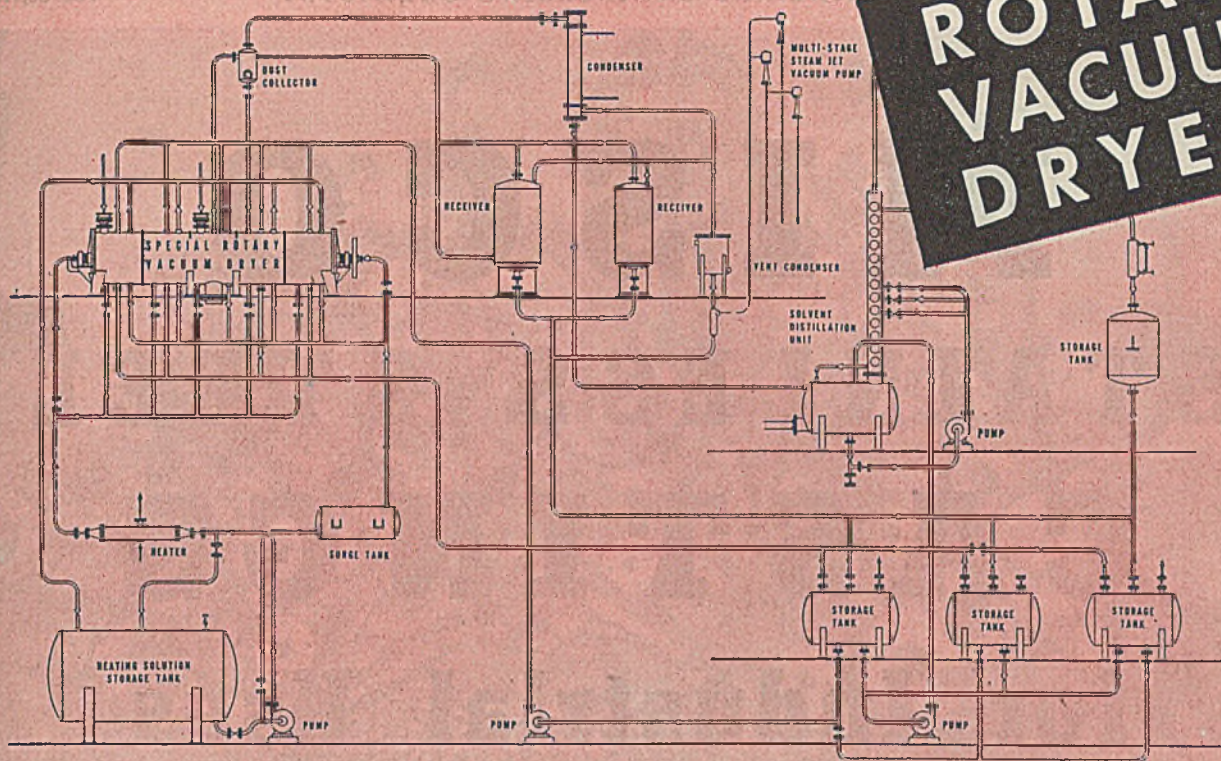 ROTA
VACUU
DRYE
DUST
COLLECTOR
CONDENSER
MULTI-STAGE
STEAM JET
VACUUM PUMP
RECEIVER
RECEIVER
SPECIAL ROTARY
VACUUM DRYER
VENT CONDENSER
SOLVENT
DISTILLATION
UNIT
STORAGE
TANK
PUMP
HEATER
SURGE TANK
STORAGE
TANK
STORAGE
TANK
STORAGE
TANK
HEATING SOLUTION
STORAGE TANK
PUMP
PUMP
PUMP